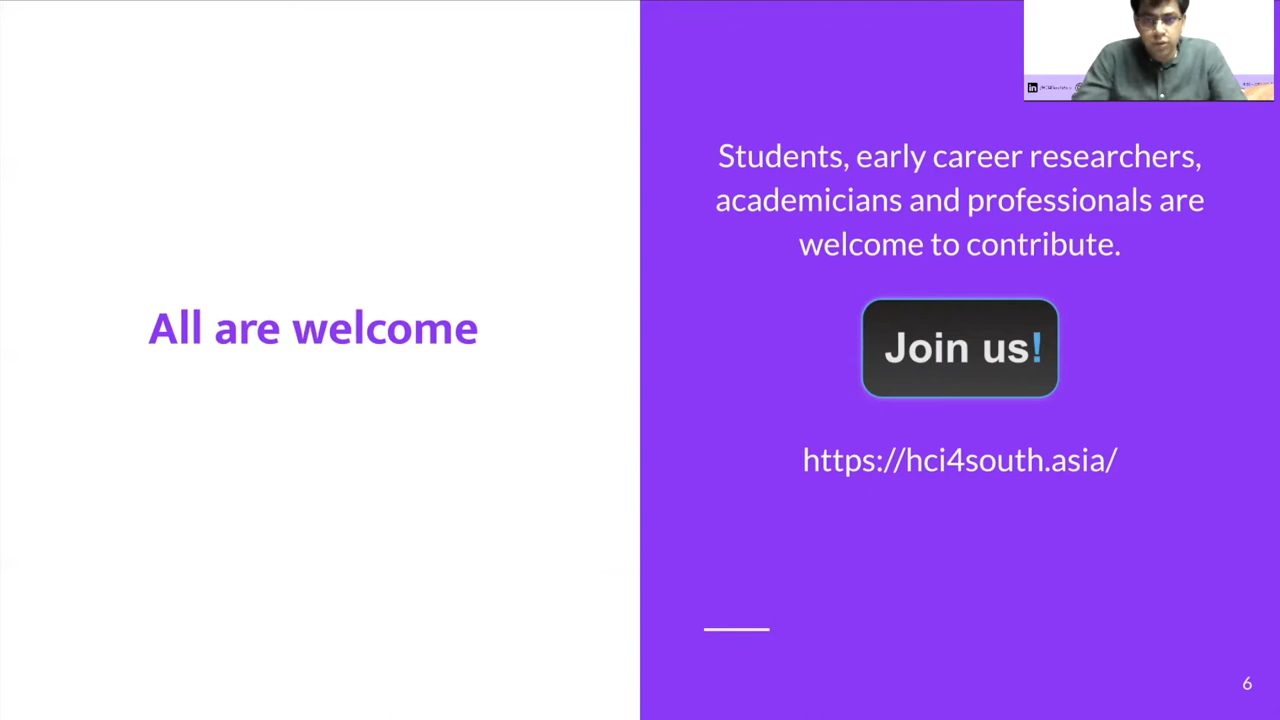 All are welcome
Students, early career researchers,
academicians and professionals are
welcome to contribute.
Join us!
https://hci4south.asia/
6